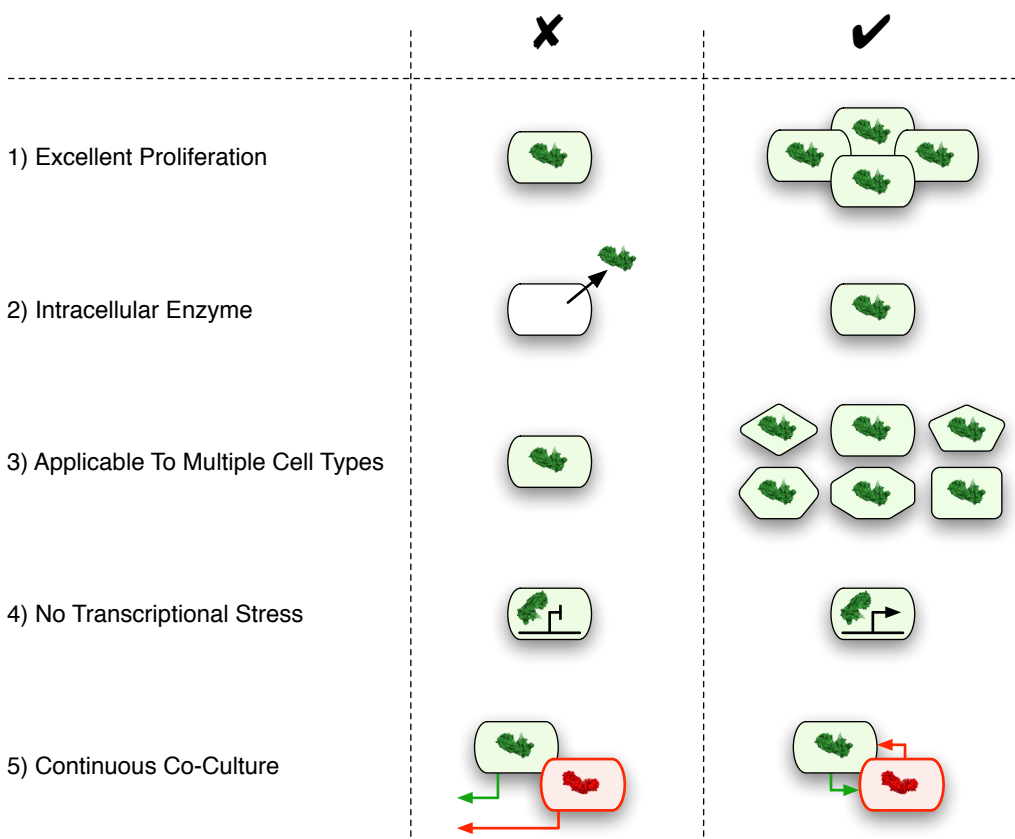 ✘ ✔
1) Excellent Proliferation
2) Intracellular Enzyme
3) Applicable To Multiple Cell Types
4) No Transcriptional Stress
5) Continuous Co-Culture